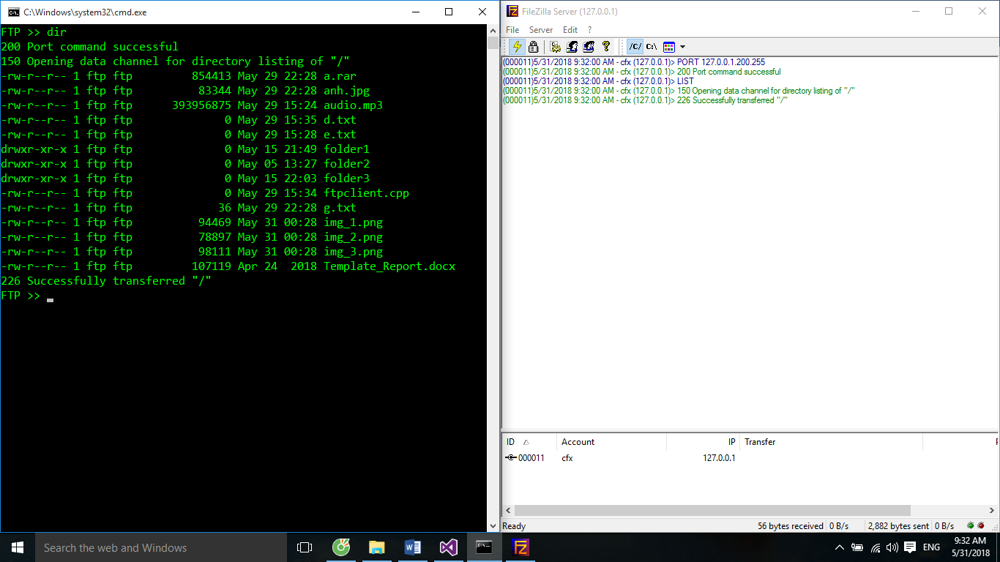 C:\Windows\system32\cmd.exe
FTP >> dir
200 Port command successful
150 Opening data channel for directory listing of "/"
-rw-r--r-- 1 ftp ftp         854413 May 29 22:28 a.rar
-rw-r--r-- 1 ftp ftp          83344 May 29 22:28 anh.jpg
-rw-r--r-- 1 ftp ftp      393956875 May 29 15:24 audio.mp3
-rw-r--r-- 1 ftp ftp              0 May 29 15:35 d.txt
-rw-r--r-- 1 ftp ftp              0 May 29 15:28 e.txt
drwxr-xr-x 1 ftp ftp              0 May 15 21:49 folder1
drwxr-xr-x 1 ftp ftp              0 May 05 13:27 folder2
drwxr-xr-x 1 ftp ftp              0 May 15 22:03 folder3
-rw-r--r-- 1 ftp ftp              0 May 29 15:34 ftpclient.cpp
-rw-r--r-- 1 ftp ftp             36 May 29 22:28 g.txt
-rw-r--r-- 1 ftp ftp          94469 May 31 00:28 img_1.png
-rw-r--r-- 1 ftp ftp          78897 May 31 00:28 img_2.png
-rw-r--r-- 1 ftp ftp          98111 May 31 00:28 img_3.png
-rw-r--r-- 1 ftp ftp         107119 Apr 24  2018 Template_Report.docx
226 Successfully transferred "/"
FTP >>
FileZilla Server (127.0.0.1)
File Server Edit ?
/C/ C:\
(000011)5/31/2018 9:32:00 AM - cfx (127.0.0.1)> PORT 127.0.0.1.200.255
(000011)5/31/2018 9:32:00 AM - cfx (127.0.0.1)> 200 Port command successful
(000011)5/31/2018 9:32:00 AM - cfx (127.0.0.1)> LIST
(000011)5/31/2018 9:32:00 AM - cfx (127.0.0.1)> 150 Opening data channel for directory listing of "/"
(000011)5/31/2018 9:32:00 AM - cfx (127.0.0.1)> 226 Successfully transferred "/"
ID Account IP Transfer
000011 cfx 127.0.0.1
Ready 56 bytes received 0 B/s 2,882 bytes sent 0 B/s
Search the web and Windows
ENG
9:32 AM
5/31/2018